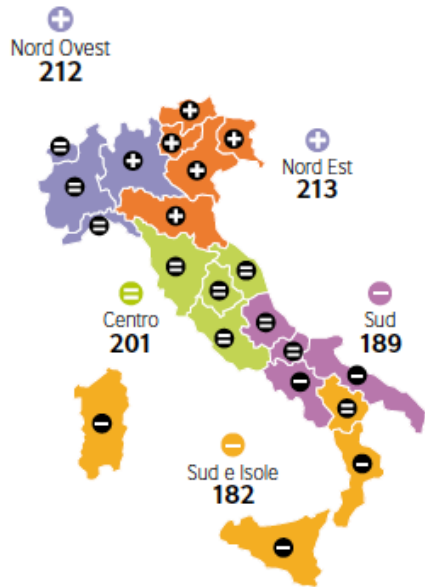 Nord Ovest
212
Nord Est
213
Centro
201
Sud
189
Sud e Isole
182